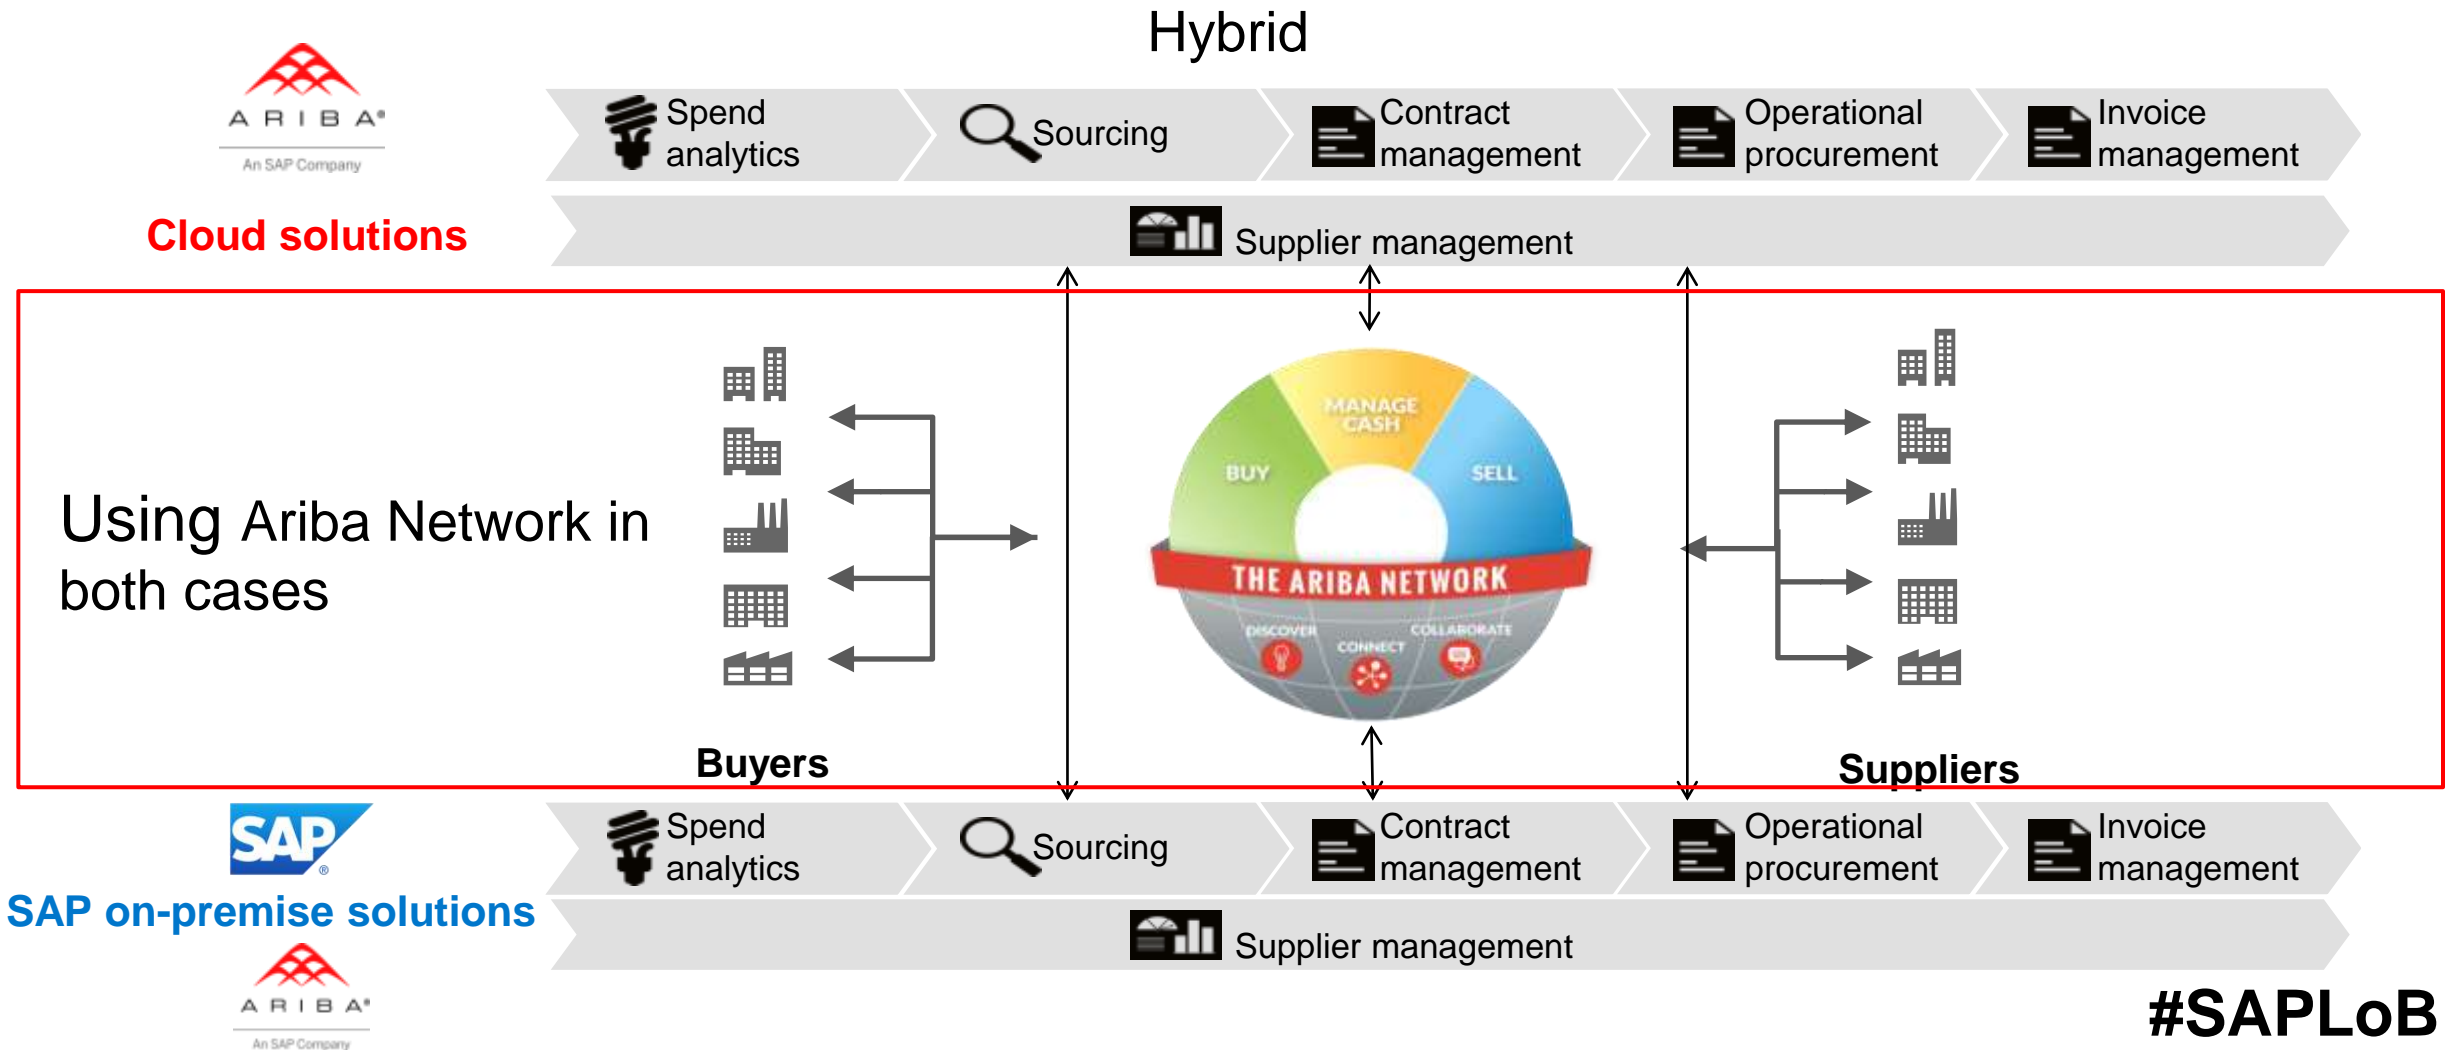 Hybrid
ARIBA®
An SAP Company
Cloud solutions
Spend
analytics
Sourcing
Contract
management
Operational
procurement
Invoice
management
Supplier management
Using Ariba Network in
both cases
Buyers
MANAGE
CASH
BUY
SELL
THE ARIBA NETWORK
DISCOVER
CONNECT
COLLABORATE
Suppliers
SAP®
SAP on-premise solutions
Spend
analytics
Sourcing
Contract
management
Operational
procurement
Invoice
management
Supplier management
ARIBA®
An SAP Company
#SAPLoB